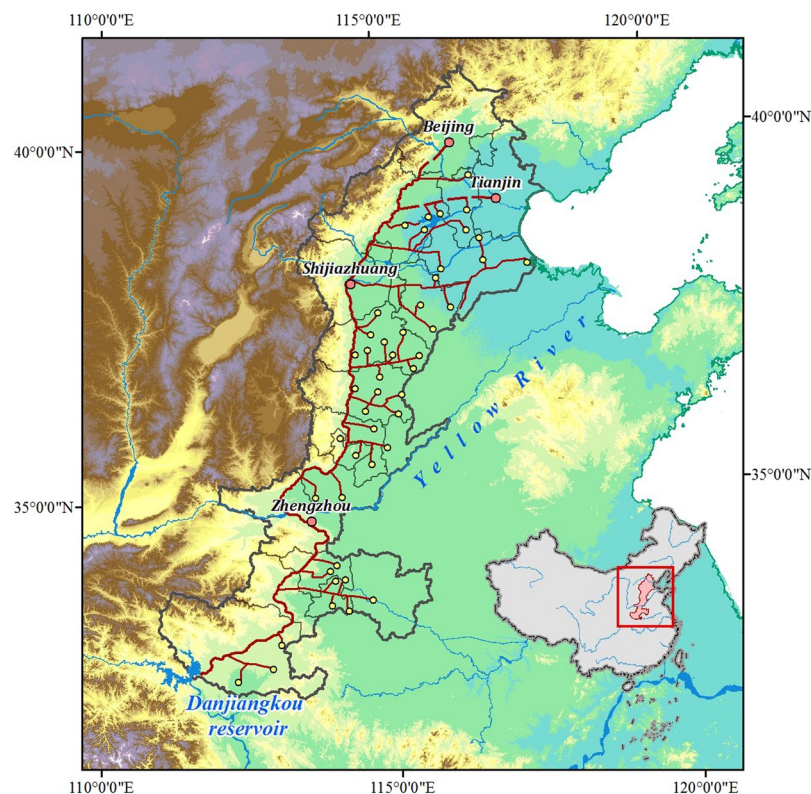 110°0'0"E
115°0'0"E
120°0'0"E
40°0'0"N
40°0'0"N
Beijing
Tianjin
Shijiazhuang
Yellow River
35°0'0"N
35°0'0"N
Zhengzhou
Danjiangkou
reservoir
110°0'0"E
115°0'0"E
120°0'0"E